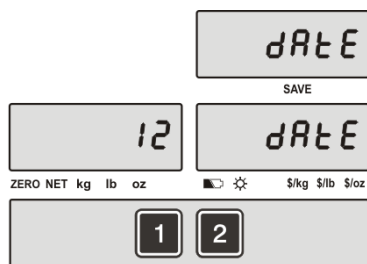 dAtE
SAVE
12 dAtE
ZERO NET kg lb oz $/kg $/lb $/oz
1 2